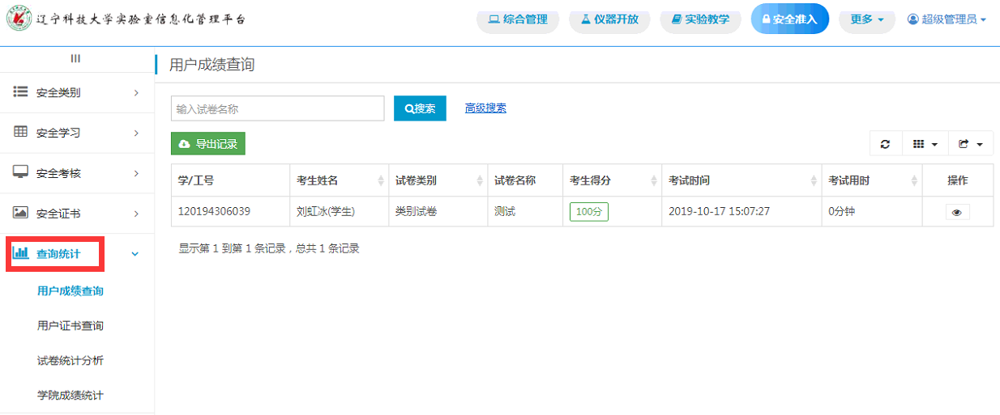 辽宁科技大学实验室信息化管理平台
综合管理 仪器开放 实验教学 安全准入 更多 超级管理员
用户成绩查询
安全类别
安全学习
安全考核
安全证书
查询统计
用户成绩查询
用户证书查询
试卷统计分析
学院成绩统计
输入试卷名称 搜索 高级搜索
导出记录
学/工号 考生姓名 试卷类别 试卷名称 考生得分 考试时间 考试用时 操作
120194306039 刘虹冰(学生) 类别试卷 测试 100分 2019-10-17 15:07:27 0分钟
显示第 1 到第 1 条记录，总共 1 条记录